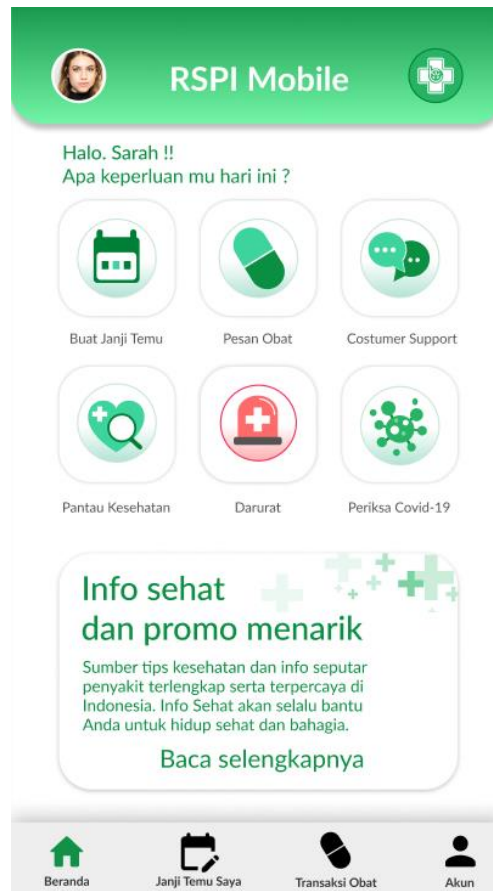 RSPI Mobile
Halo. Sarah !!
Apa keperluan mu hari ini ?
Buat Janji Temu
Pesan Obat
Costumer Support
Pantau Kesehatan
Darurat
Periksa Covid-19
Info sehat
dan promo menarik
Sumber tips kesehatan dan info seputar
penyakit terlengkap serta terpercaya di
Indonesia. Info Sehat akan selalu bantu
Anda untuk hidup sehat dan bahagia.
Baca selengkapnya
Beranda
Janji Temu Saya
Transaksi Obat
Akun